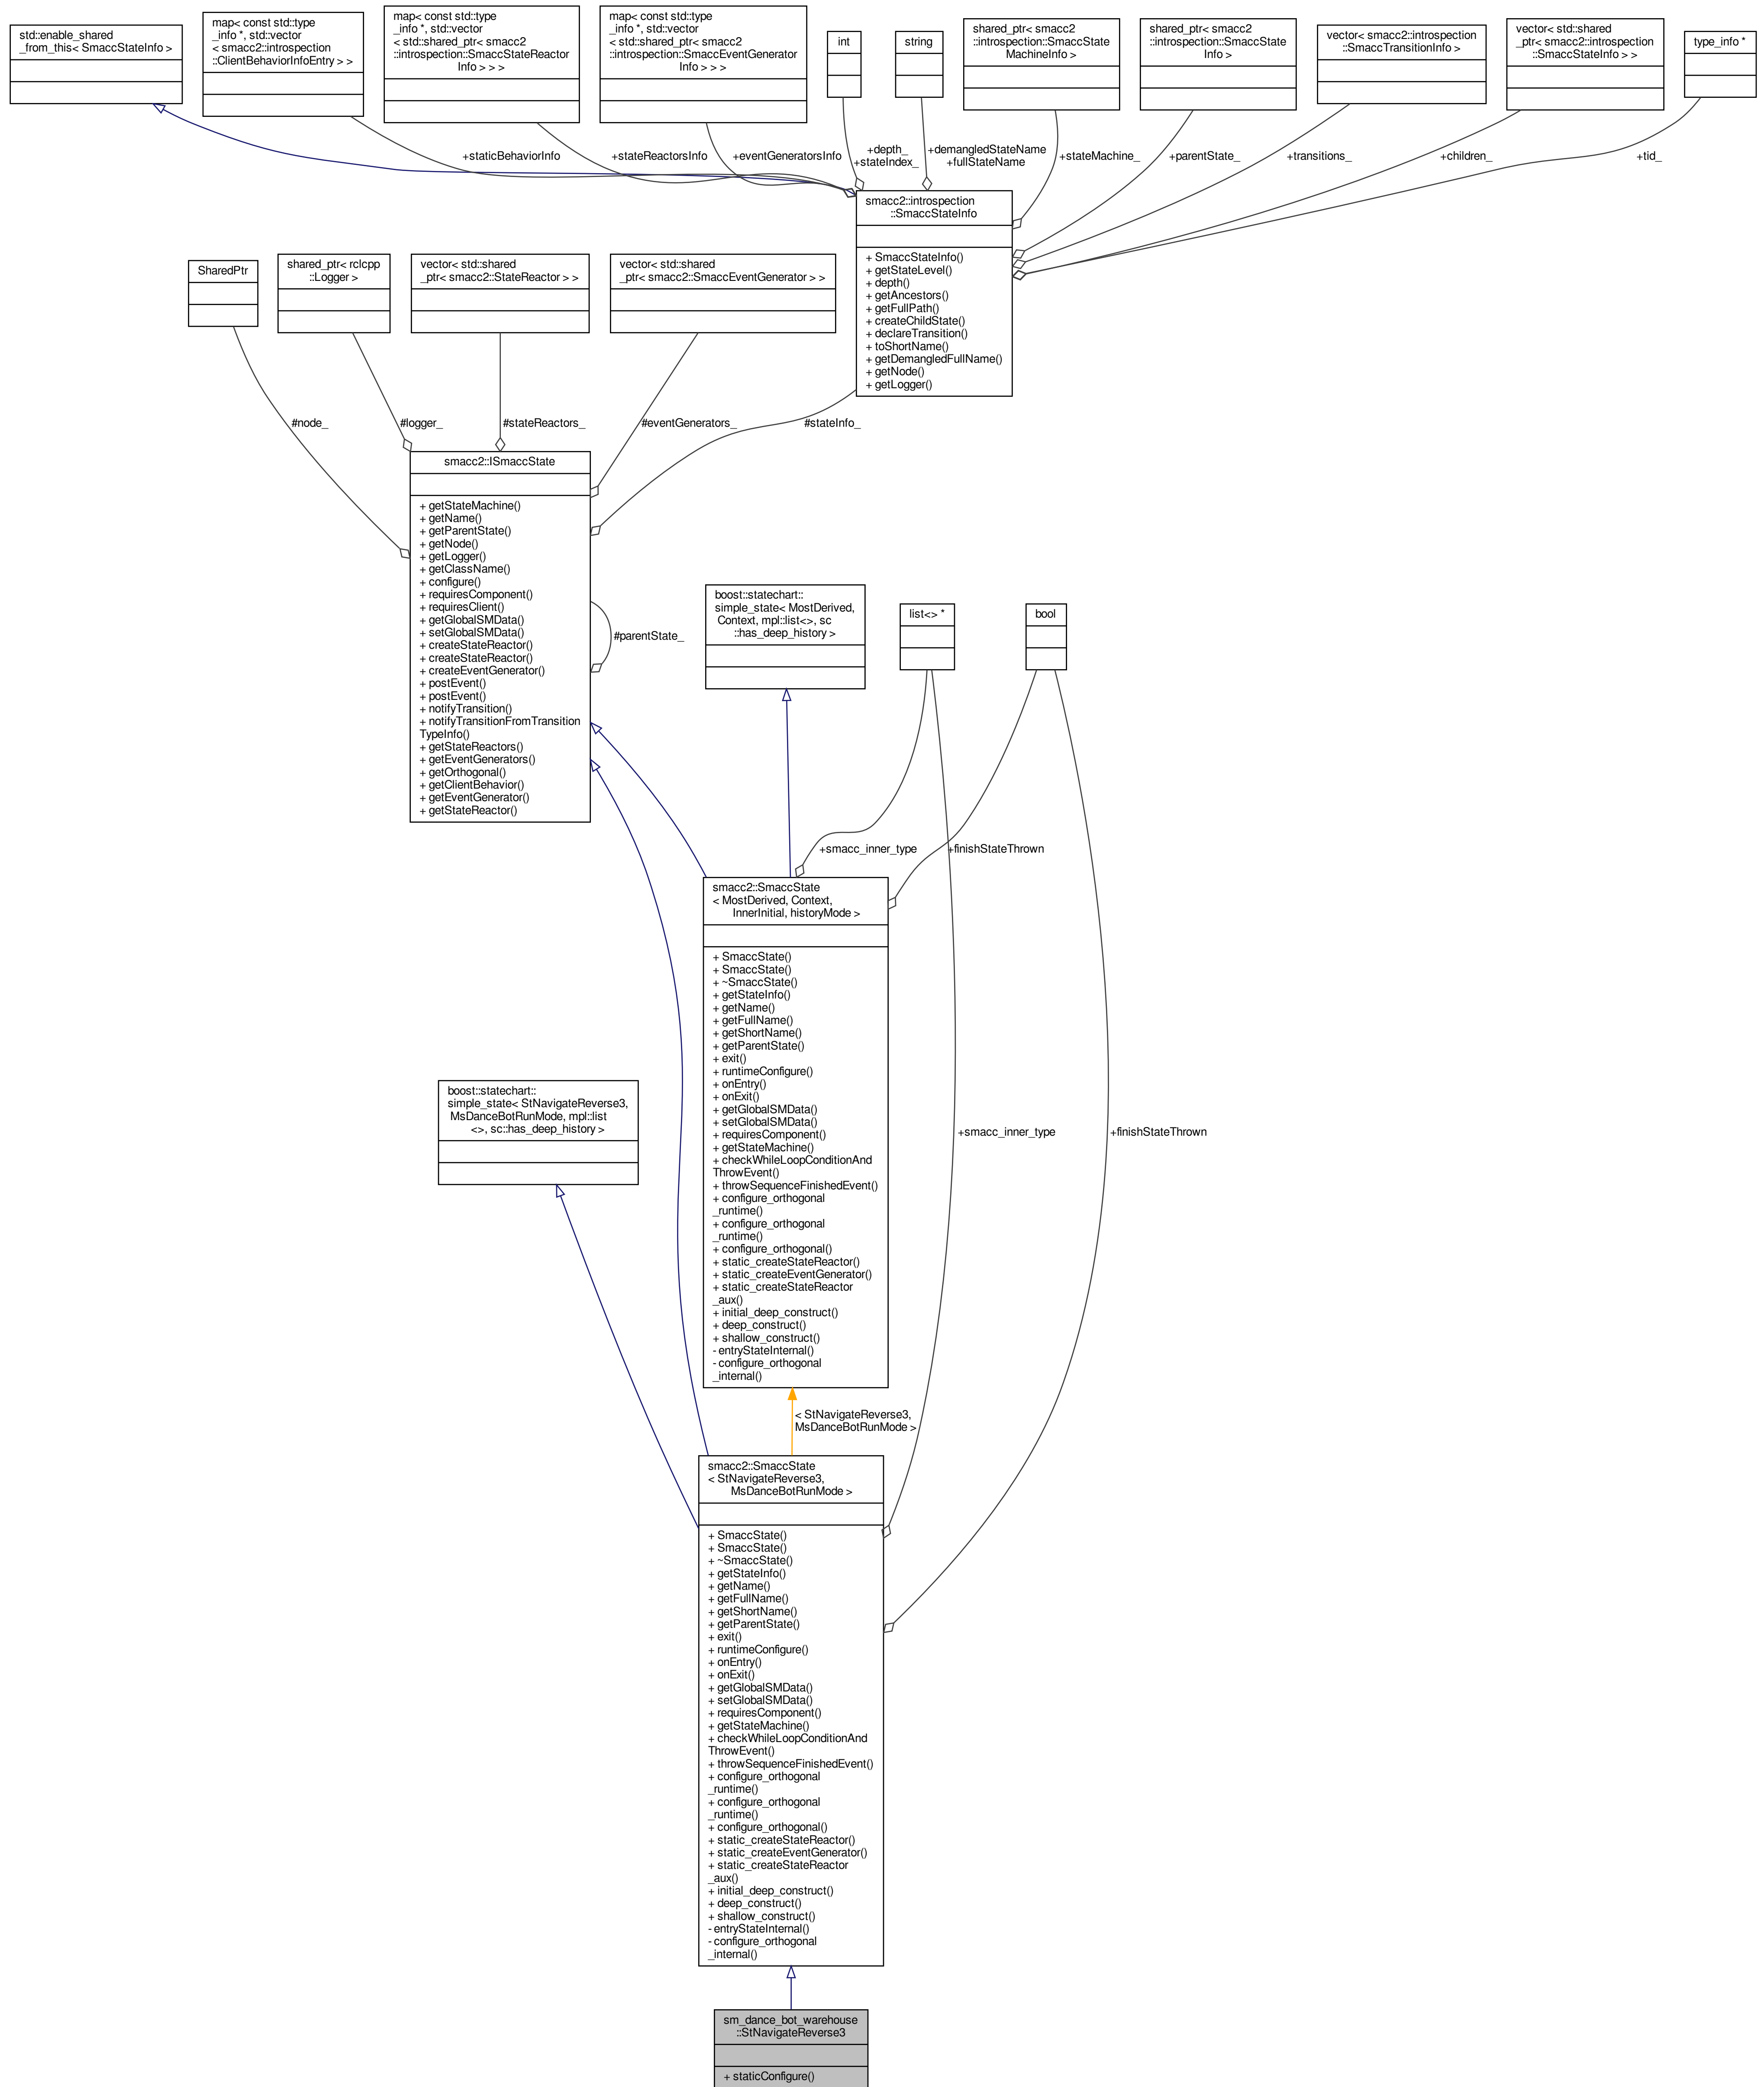 std::enable_shared
_from_this< SmaccStateInfo >
map< const std::type
_info *, std::vector
< smacc2::introspection
::ClientBehaviorInfoEntry > >
map< const std::type
_info *, std::vector
< std::shared_ptr< smacc2
::introspection::SmaccStateReactor
Info > > >
map< const std::type
_info *, std::vector
< std::shared_ptr< smacc2
::introspection::SmaccEventGenerator
Info > > >
int
string
shared_ptr< smacc2
::introspection::SmaccState
MachineInfo >
shared_ptr< smacc2
::introspection::SmaccState
Info >
vector< smacc2::introspection
::SmaccTransitionInfo >
vector< std::shared
_ptr< smacc2::introspection
::SmaccStateInfo > >
type_info *
+staticBehaviorInfo
+stateReactorsInfo
+eventGeneratorsInfo
+depth_
+stateIndex_
+demangledStateName
+fullStateName
+stateMachine_
+parentState_
+transitions_
+children_
+tid_
smacc2::introspection
::SmaccStateInfo
+ SmaccStateInfo()
+ getStateLevel()
+ depth()
+ getAncestors()
+ getFullPath()
+ createChildState()
+ declareTransition()
+ toShortName()
+ getDemangledFullName()
+ getNode()
+ getLogger()
SharedPtr
shared_ptr< rclcpp
::Logger >
vector< std::shared
_ptr< smacc2::StateReactor > >
vector< std::shared
_ptr< smacc2::SmaccEventGenerator > >
#node_
#logger_
#stateReactors_
#eventGenerators_
#stateInfo_
smacc2::ISmaccState
+ getStateMachine()
+ getName()
+ getParentState()
+ getNode()
+ getLogger()
+ getClassName()
+ configure()
+ requiresComponent()
+ requiresClient()
+ getGlobalSMData()
+ setGlobalSMData()
+ createStateReactor()
+ createStateReactor()
+ createEventGenerator()
+ postEvent()
+ postEvent()
+ notifyTransition()
+ notifyTransitionFromTransition
TypeInfo()
+ getStateReactors()
+ getEventGenerators()
+ getOrthogonal()
+ getClientBehavior()
+ getEventGenerator()
+ getStateReactor()
#parentState_
boost::statechart::
simple_state< MostDerived,
Context, mpl::list<>, sc
::has_deep_history >
list<> *
bool
+smacc_inner_type
+finishStateThrown
smacc2::SmaccState
< MostDerived, Context,
InnerInitial, historyMode >
+ SmaccState()
+ SmaccState()
+ ~SmaccState()
+ getStateInfo()
+ getName()
+ getFullName()
+ getShortName()
+ getParentState()
+ exit()
+ runtimeConfigure()
+ onEntry()
+ onExit()
+ getGlobalSMData()
+ setGlobalSMData()
+ requiresComponent()
+ getStateMachine()
+ checkWhileLoopConditionAnd
ThrowEvent()
+ throwSequenceFinishedEvent()
+ configure_orthogonal
_runtime()
+ configure_orthogonal
_runtime()
+ configure_orthogonal()
+ static_createStateReactor()
+ static_createEventGenerator()
+ static_createStateReactor
_aux()
+ initial_deep_construct()
+ deep_construct()
+ shallow_construct()
- entryStateInternal()
- configure_orthogonal
_internal()
boost::statechart::
simple_state< StNavigateReverse3,
MsDanceBotRunMode, mpl::list
<>, sc::has_deep_history >
+smacc_inner_type
+finishStateThrown
< StNavigateReverse3,
MsDanceBotRunMode >
smacc2::SmaccState
< StNavigateReverse3,
MsDanceBotRunMode >
+ SmaccState()
+ SmaccState()
+ ~SmaccState()
+ getStateInfo()
+ getName()
+ getFullName()
+ getShortName()
+ getParentState()
+ exit()
+ runtimeConfigure()
+ onEntry()
+ onExit()
+ getGlobalSMData()
+ setGlobalSMData()
+ requiresComponent()
+ getStateMachine()
+ checkWhileLoopConditionAnd
ThrowEvent()
+ throwSequenceFinishedEvent()
+ configure_orthogonal
_runtime()
+ configure_orthogonal
_runtime()
+ configure_orthogonal()
+ static_createStateReactor()
+ static_createEventGenerator()
+ static_createStateReactor
_aux()
+ initial_deep_construct()
+ deep_construct()
+ shallow_construct()
- entryStateInternal()
- configure_orthogonal
_internal()
sm_dance_bot_warehouse
::StNavigateReverse3
+ staticConfigure()